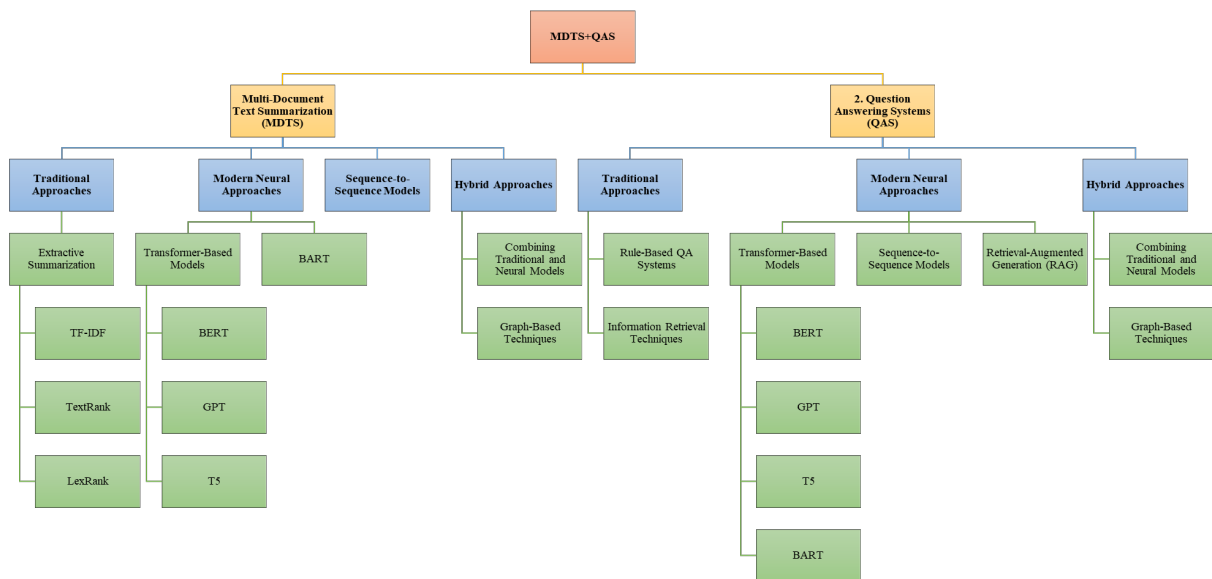 MDTS+QAS
Multi-Document
Text Summarization
(MDTS)
2. Question
Answering Systems
(QAS)
Traditional
Approaches
Modern Neural
Approaches
Sequence-to-
Sequence Models
Hybrid Approaches
Traditional
Approaches
Modern Neural
Approaches
Hybrid Approaches
Extractive
Summarization
Transformer-Based
Models
BART
Combining
Traditional and
Neural Models
Rule-Based QA
Systems
Transformer-Based
Models
Sequence-to-
Sequence Models
Retrieval-Augmented
Generation (RAG)
Combining
Traditional and
Neural Models
TF-IDF
BERT
Graph-Based
Techniques
Information Retrieval
Techniques
BERT
Graph-Based
Techniques
TextRank
GPT
GPT
LexRank
T5
T5
BART